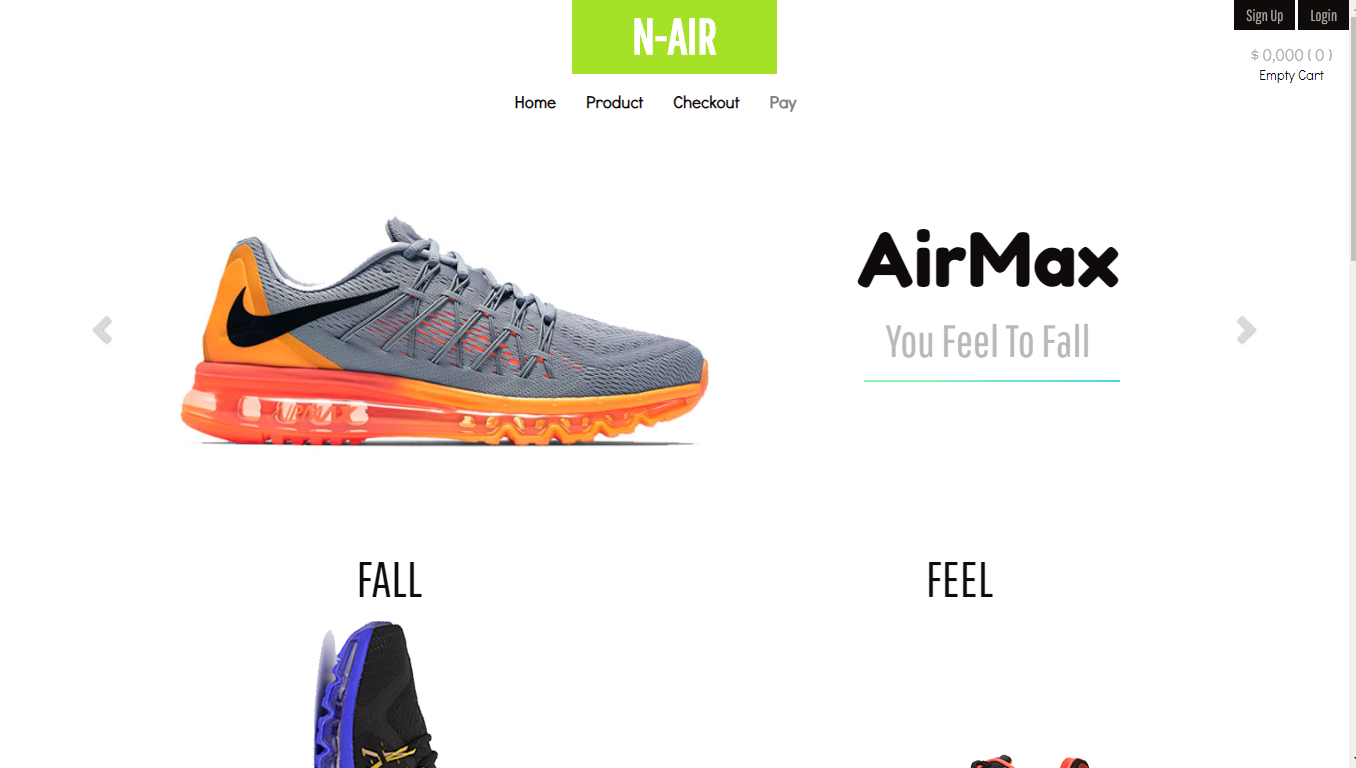 N-AIR
Sign Up Login
$ 0,000 ( 0 )
Empty Cart
Home Product Checkout Pay
AirMax
You Feel To Fall
AIRMAX
FALL
FEEL